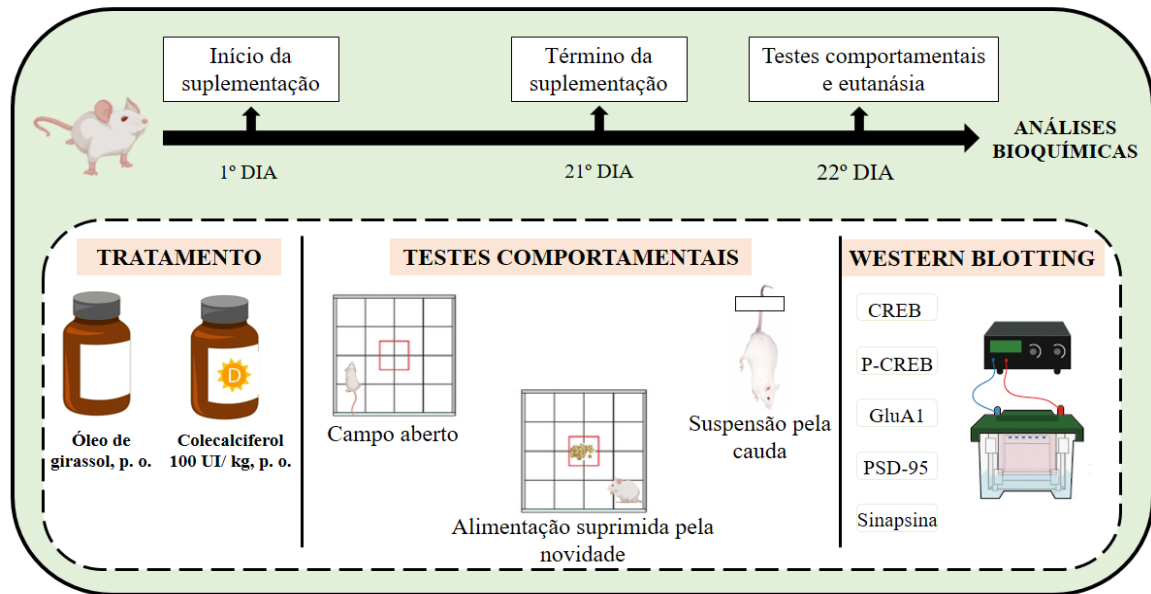 Início da
suplementação
Término da
suplementação
Testes comportamentais
e eutanásia
ANÁLISES
BIOQUÍMICAS
1º DIA
21º DIA
22º DIA
TRATAMENTO
D
Óleo de
girassol, p. o.
Colecalciferol
100 UI/ kg, p. o.
TESTES COMPORTAMENTAIS
Campo aberto
Alimentação suprimida pela
novidade
Suspensão pela
cauda
WESTERN BLOTTING
CREB
P-CREB
GluA1
PSD-95
Sinapsina